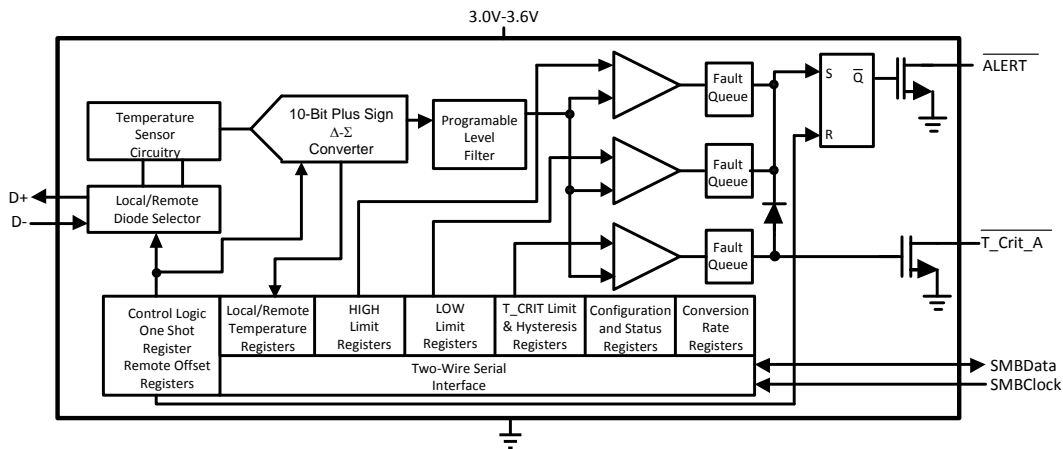 3.0V-3.6V
Temperature
Sensor
Circuitry
10-Bit Plus Sign
Δ-Σ
Converter
Programable
Level
Filter
Fault
Queue
Fault
Queue
Fault
Queue
S
Q
R
ALERT
T_Crit_A
D+
D-
Local/Remote
Diode Selector
Control Logic
One Shot
Register
Remote Offset
Registers
Local/Remote
Temperature
Registers
HIGH
Limit
Registers
LOW
Limit
Registers
T_CRIT Limit
& Hysteresis
Registers
Configuration
and Status
Registers
Conversion
Rate
Registers
Two-Wire Serial
Interface
SMBData
SMBClock